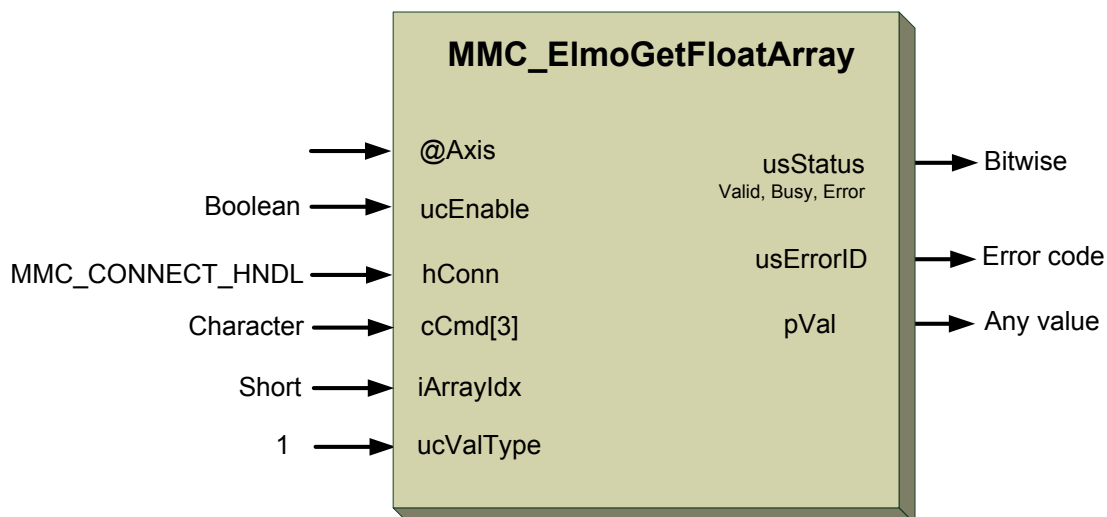 MMC_ElmoGetFloatArray
@Axis
usStatus
Bitwise
Valid, Busy, Error
Boolean
ucEnable
usErrorID
Error code
MMC_CONNECT_HNDL
hConn
Character
cCmd[3]
pVal
Any value
Short
iArrayIdx
1
ucValType